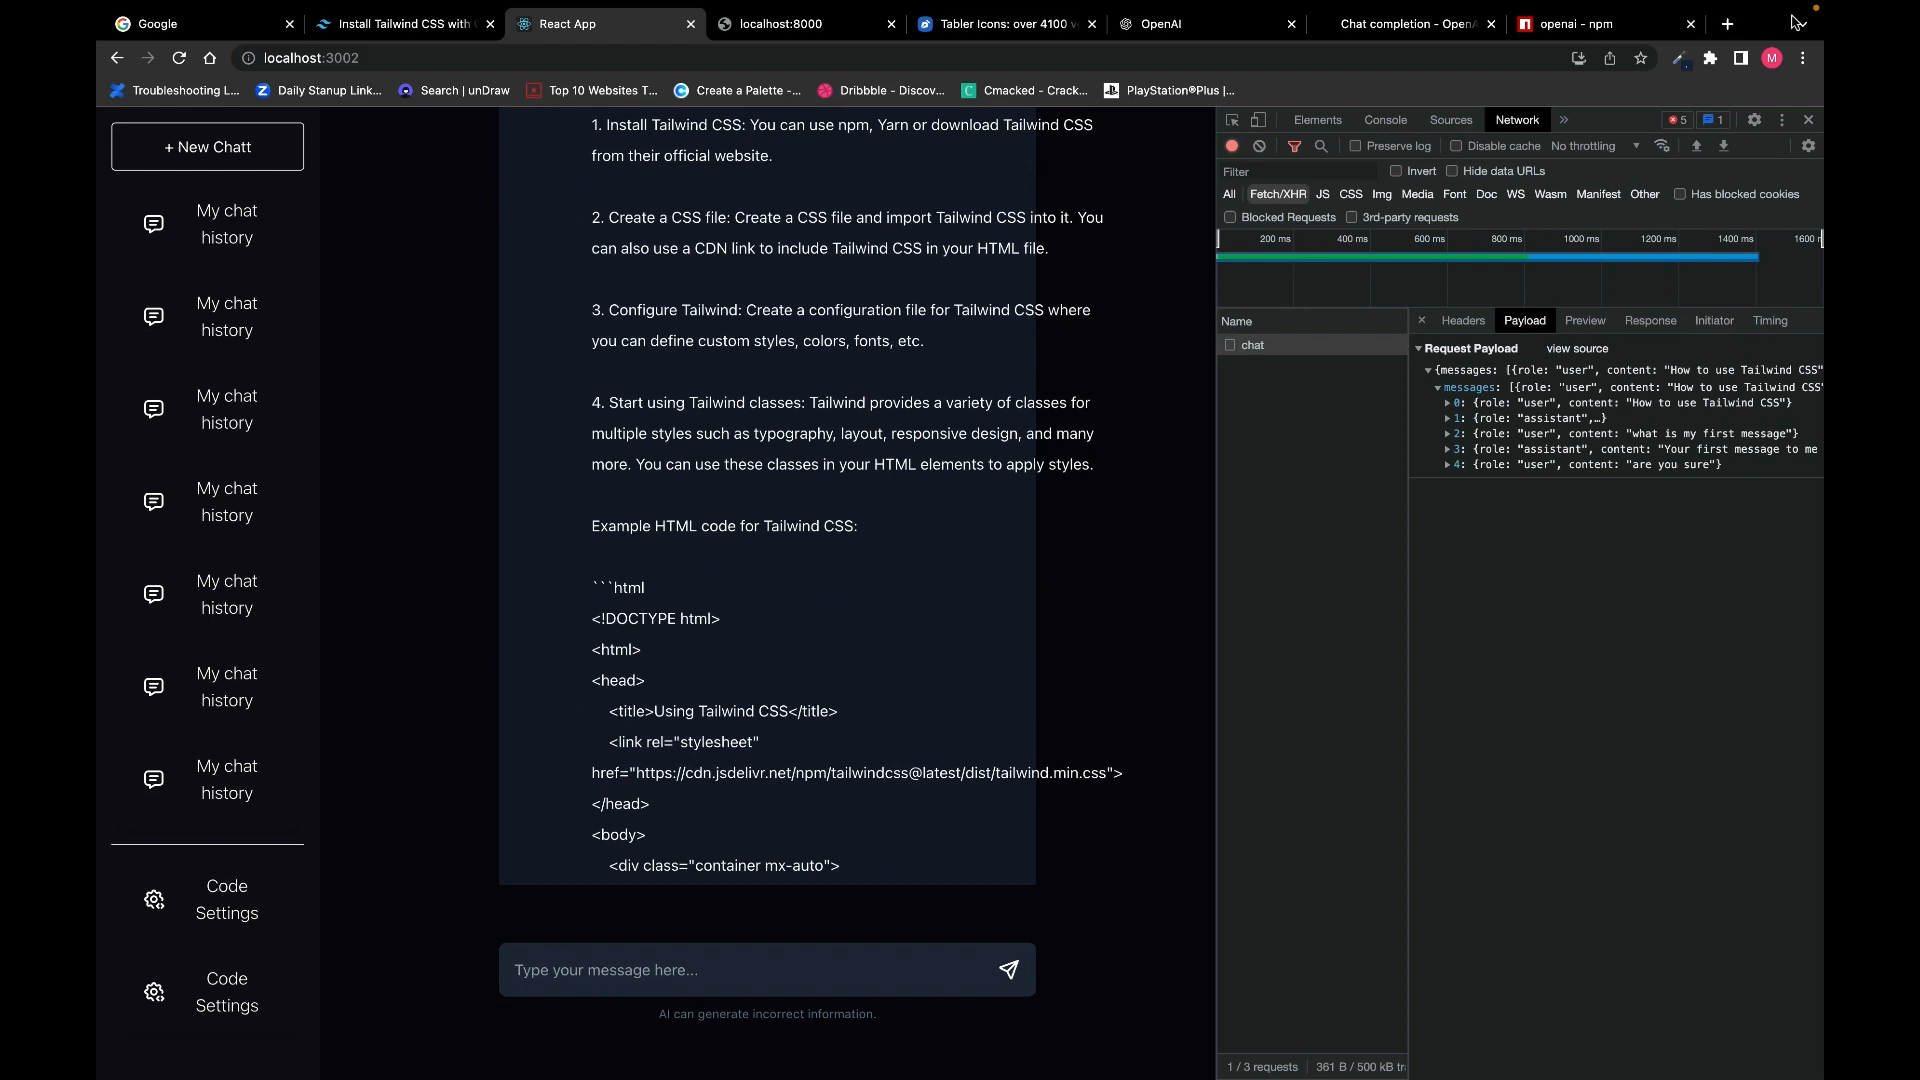 Google
Install Tailwind CSS with C
React App
localhost:8000
Tabler Icons: over 4100 v
OpenAI
Chat completion - OpenA
openai - npm
localhost:3002
M
Troubleshooting L...
Daily Stanup Link...
Search | unDraw
Top 10 Websites T...
Create a Palette -...
Dribbble - Discov...
Cmacked - Crack...
PlayStation®Plus |...
+ New Chatt
My chat
history
My chat
history
My chat
history
My chat
history
My chat
history
My chat
history
My chat
history
Code
Settings
Code
Settings
1. Install Tailwind CSS: You can use npm, Yarn or download Tailwind CSS
from their official website.
2. Create a CSS file: Create a CSS file and import Tailwind CSS into it. You
can also use a CDN link to include Tailwind CSS in your HTML file.
3. Configure Tailwind: Create a configuration file for Tailwind CSS where
you can define custom styles, colors, fonts, etc.
4. Start using Tailwind classes: Tailwind provides a variety of classes for
multiple styles such as typography, layout, responsive design, and many
more. You can use these classes in your HTML elements to apply styles.
Example HTML code for Tailwind CSS:
```html
<!DOCTYPE html>
<html>
<head>
<title>Using Tailwind CSS</title>
<link rel="stylesheet"
href="https://cdn.jsdelivr.net/npm/tailwindcss@latest/dist/tailwind.min.css">
</head>
<body>
<div class="container mx-auto">
Type your message here...
AI can generate incorrect information.
Elements Console Sources Network » 5 1
Preserve log Disable cache No throttling
Filter Invert Hide data URLs
All Fetch/XHR JS CSS Img Media Font Doc WS Wasm Manifest Other Has blocked cookies
Blocked Requests 3rd-party requests
200 ms 400 ms 600 ms 800 ms 1000 ms 1200 ms 1400 ms 1600 r
Name
chat
Headers Payload Preview Response Initiator Timing
Request Payload view source
{messages: [{role: "user", content: "How to use Tailwind CSS"
messages: [{role: "user", content: "How to use Tailwind CSS"
0: {role: "user", content: "How to use Tailwind CSS"}
1: {role: "assistant",…}
2: {role: "user", content: "what is my first message"}
3: {role: "assistant", content: "Your first message to me
4: {role: "user", content: "are you sure"}
1 / 3 requests 361 B / 500 kB tr